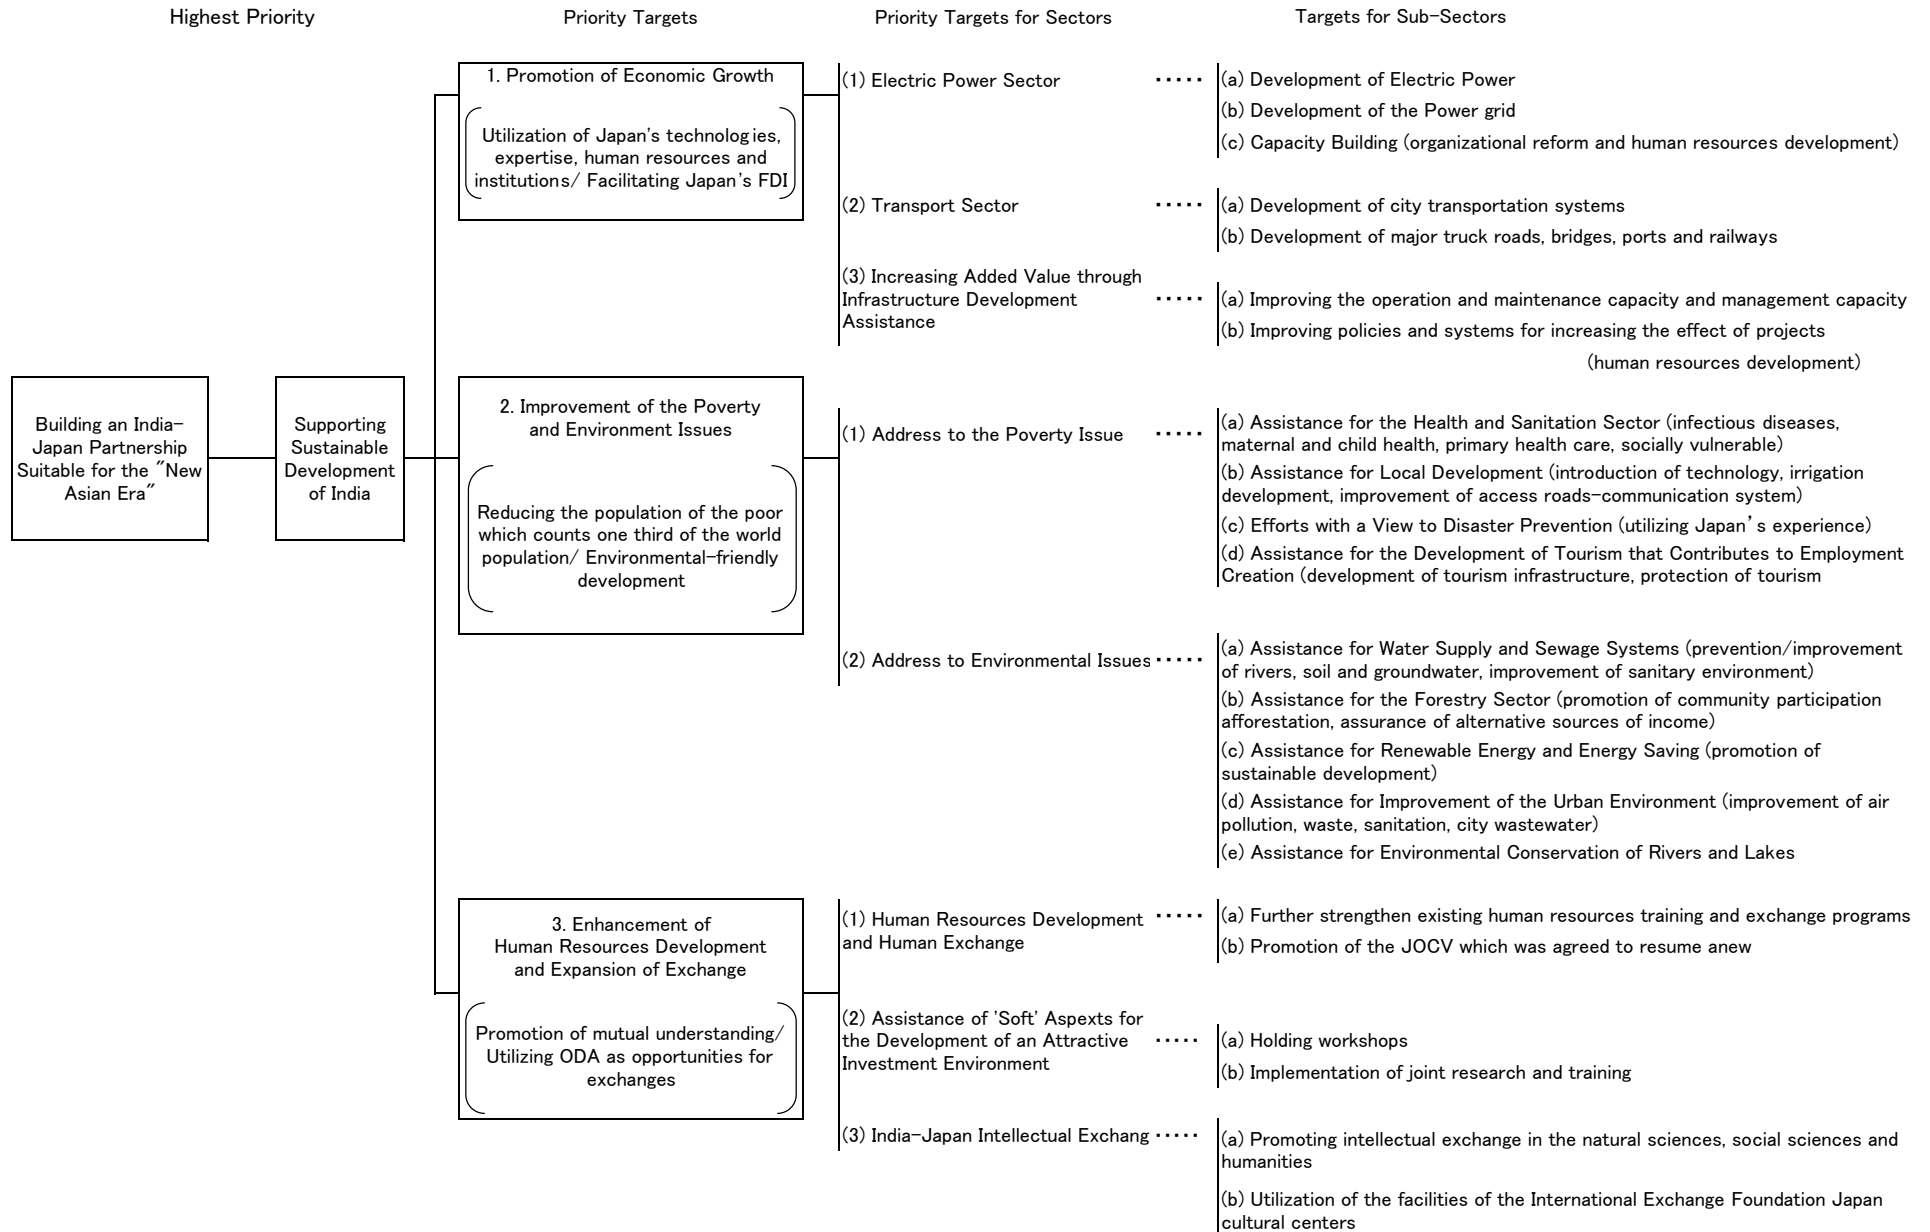 Highest Priority
Priority Targets
Priority Targets for Sectors
Targets for Sub-Sectors
Building an India-
Japan Partnership
Suitable for the "New
Asian Era"
Supporting
Sustainable
Development
of India
1. Promotion of Economic Growth
Utilization of Japan's technologies,
expertise, human resources and
institutions/ Facilitating Japan's FDI
(1) Electric Power Sector ・・・・・
(a) Development of Electric Power
(b) Development of the Power grid
(c) Capacity Building (organizational reform and human resources development)
(2) Transport Sector ・・・・・
(a) Development of city transportation systems
(b) Development of major truck roads, bridges, ports and railways
(3) Increasing Added Value through
Infrastructure Development ・・・・・
Assistance
(a) Improving the operation and maintenance capacity and management capacity
(b) Improving policies and systems for increasing the effect of projects
(human resources development)
2. Improvement of the Poverty
and Environment Issues
Reducing the population of the poor
which counts one third of the world
population/ Environmental-friendly
development
(1) Address to the Poverty Issue ・・・・・
(a) Assistance for the Health and Sanitation Sector (infectious diseases,
maternal and child health, primary health care, socially vulnerable)
(b) Assistance for Local Development (introduction of technology, irrigation
development, improvement of access roads-communication system)
(c) Efforts with a View to Disaster Prevention (utilizing Japan’s experience)
(d) Assistance for the Development of Tourism that Contributes to Employment
Creation (development of tourism infrastructure, protection of tourism
(2) Address to Environmental Issues ・・・・・
(a) Assistance for Water Supply and Sewage Systems (prevention/improvement
of rivers, soil and groundwater, improvement of sanitary environment)
(b) Assistance for the Forestry Sector (promotion of community participation
afforestation, assurance of alternative sources of income)
(c) Assistance for Renewable Energy and Energy Saving (promotion of
sustainable development)
(d) Assistance for Improvement of the Urban Environment (improvement of air
pollution, waste, sanitation, city wastewater)
(e) Assistance for Environmental Conservation of Rivers and Lakes
3. Enhancement of
Human Resources Development
and Expansion of Exchange
Promotion of mutual understanding/
Utilizing ODA as opportunities for
exchanges
(1) Human Resources Development ・・・・・
and Human Exchange
(a) Further strengthen existing human resources training and exchange programs
(b) Promotion of the JOCV which was agreed to resume anew
(2) Assistance of 'Soft' Aspexts for
the Development of an Attractive ・・・・・
Investment Environment
(a) Holding workshops
(b) Implementation of joint research and training
(3) India-Japan Intellectual Exchang ・・・・・
(a) Promoting intellectual exchange in the natural sciences, social sciences and
humanities
(b) Utilization of the facilities of the International Exchange Foundation Japan
cultural centers